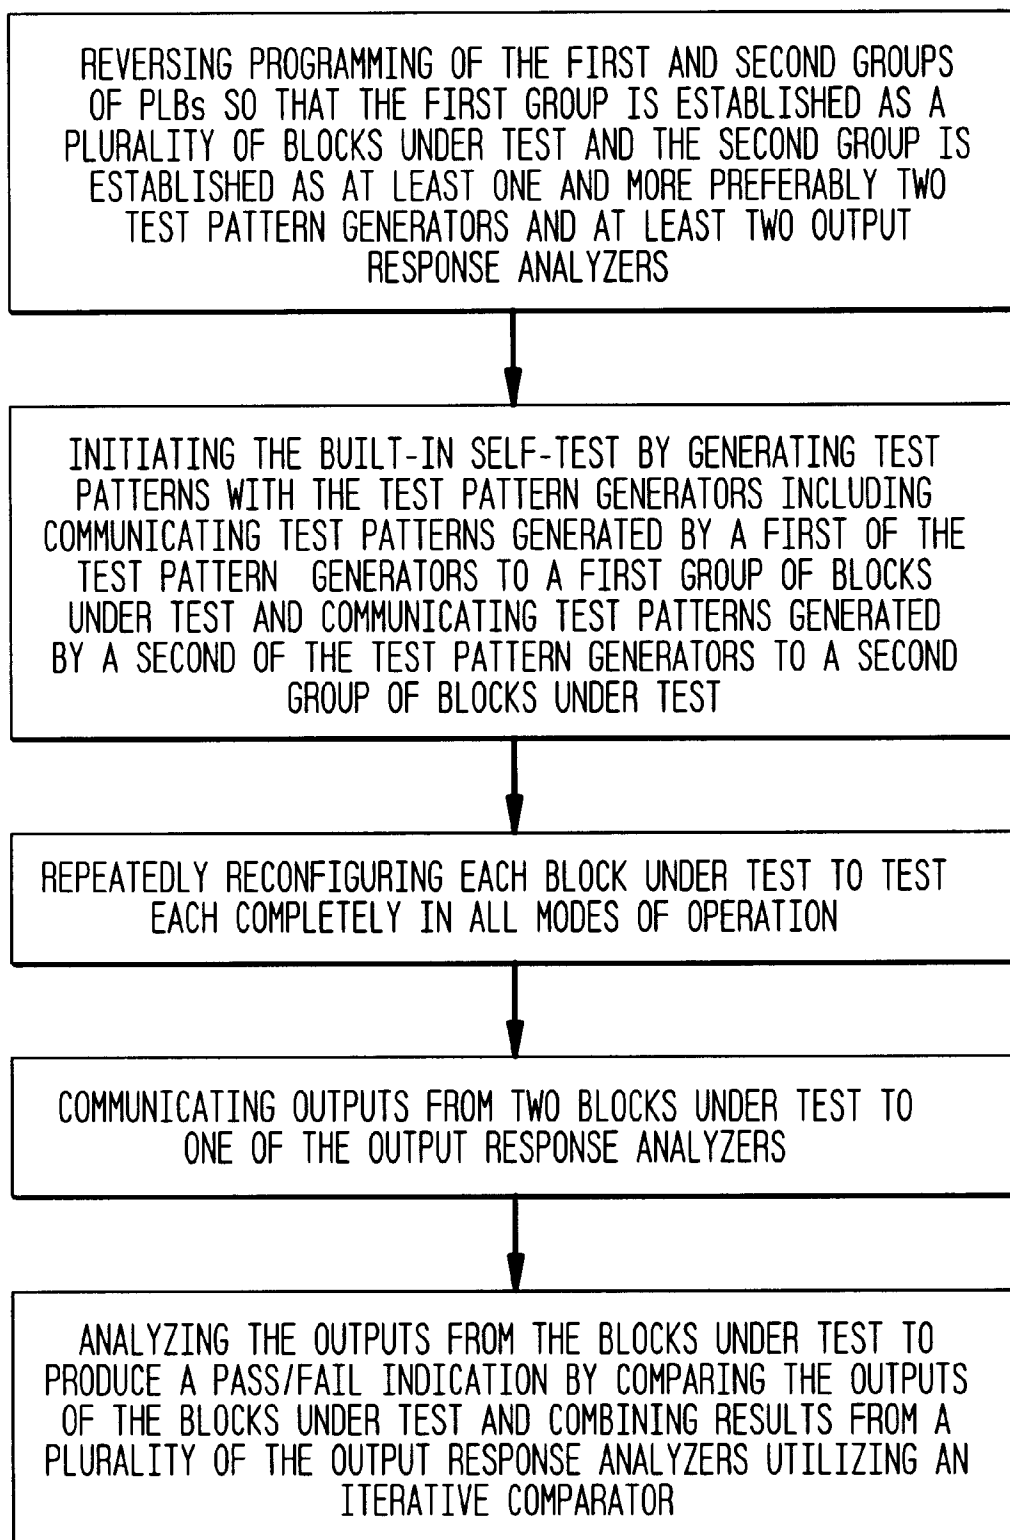 REVERSING PROGRAMMING OF THE FIRST AND SECOND GROUPS
OF PLBs SO THAT THE FIRST GROUP IS ESTABLISHED AS A
PLURALITY OF BLOCKS UNDER TEST AND THE SECOND GROUP IS
ESTABLISHED AS AT LEAST ONE AND MORE PREFERABLY TWO
TEST PATTERN GENERATORS AND AT LEAST TWO OUTPUT
RESPONSE ANALYZERS
INITIATING THE BUILT-IN SELF-TEST BY GENERATING TEST
PATTERNS WITH THE TEST PATTERN GENERATORS INCLUDING
COMMUNICATING TEST PATTERNS GENERATED BY A FIRST OF THE
TEST PATTERN GENERATORS TO A FIRST GROUP OF BLOCKS
UNDER TEST AND COMMUNICATING TEST PATTERNS GENERATED
BY A SECOND OF THE TEST PATTERN GENERATORS TO A SECOND
GROUP OF BLOCKS UNDER TEST
REPEATEDLY RECONFIGURING EACH BLOCK UNDER TEST TO TEST
EACH COMPLETELY IN ALL MODES OF OPERATION
COMMUNICATING OUTPUTS FROM TWO BLOCKS UNDER TEST TO
ONE OF THE OUTPUT RESPONSE ANALYZERS
ANALYZING THE OUTPUTS FROM THE BLOCKS UNDER TEST TO
PRODUCE A PASS/FAIL INDICATION BY COMPARING THE OUTPUTS
OF THE BLOCKS UNDER TEST AND COMBINING RESULTS FROM A
PLURALITY OF THE OUTPUT RESPONSE ANALYZERS UTILIZING AN
ITERATIVE COMPARATOR